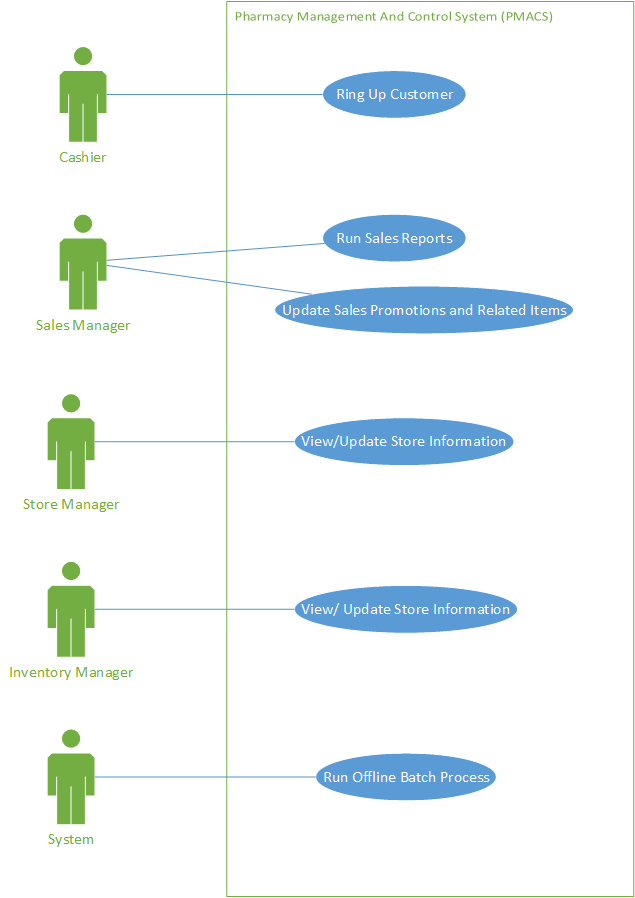 Pharmacy Management And Control System (PMACS)
Ring Up Customer
Cashier
Run Sales Reports
Update Sales Promotions and Related Items
Sales Manager
View/Update Store Information
Store Manager
View/ Update Store Information
Inventory Manager
Run Offline Batch Process
System